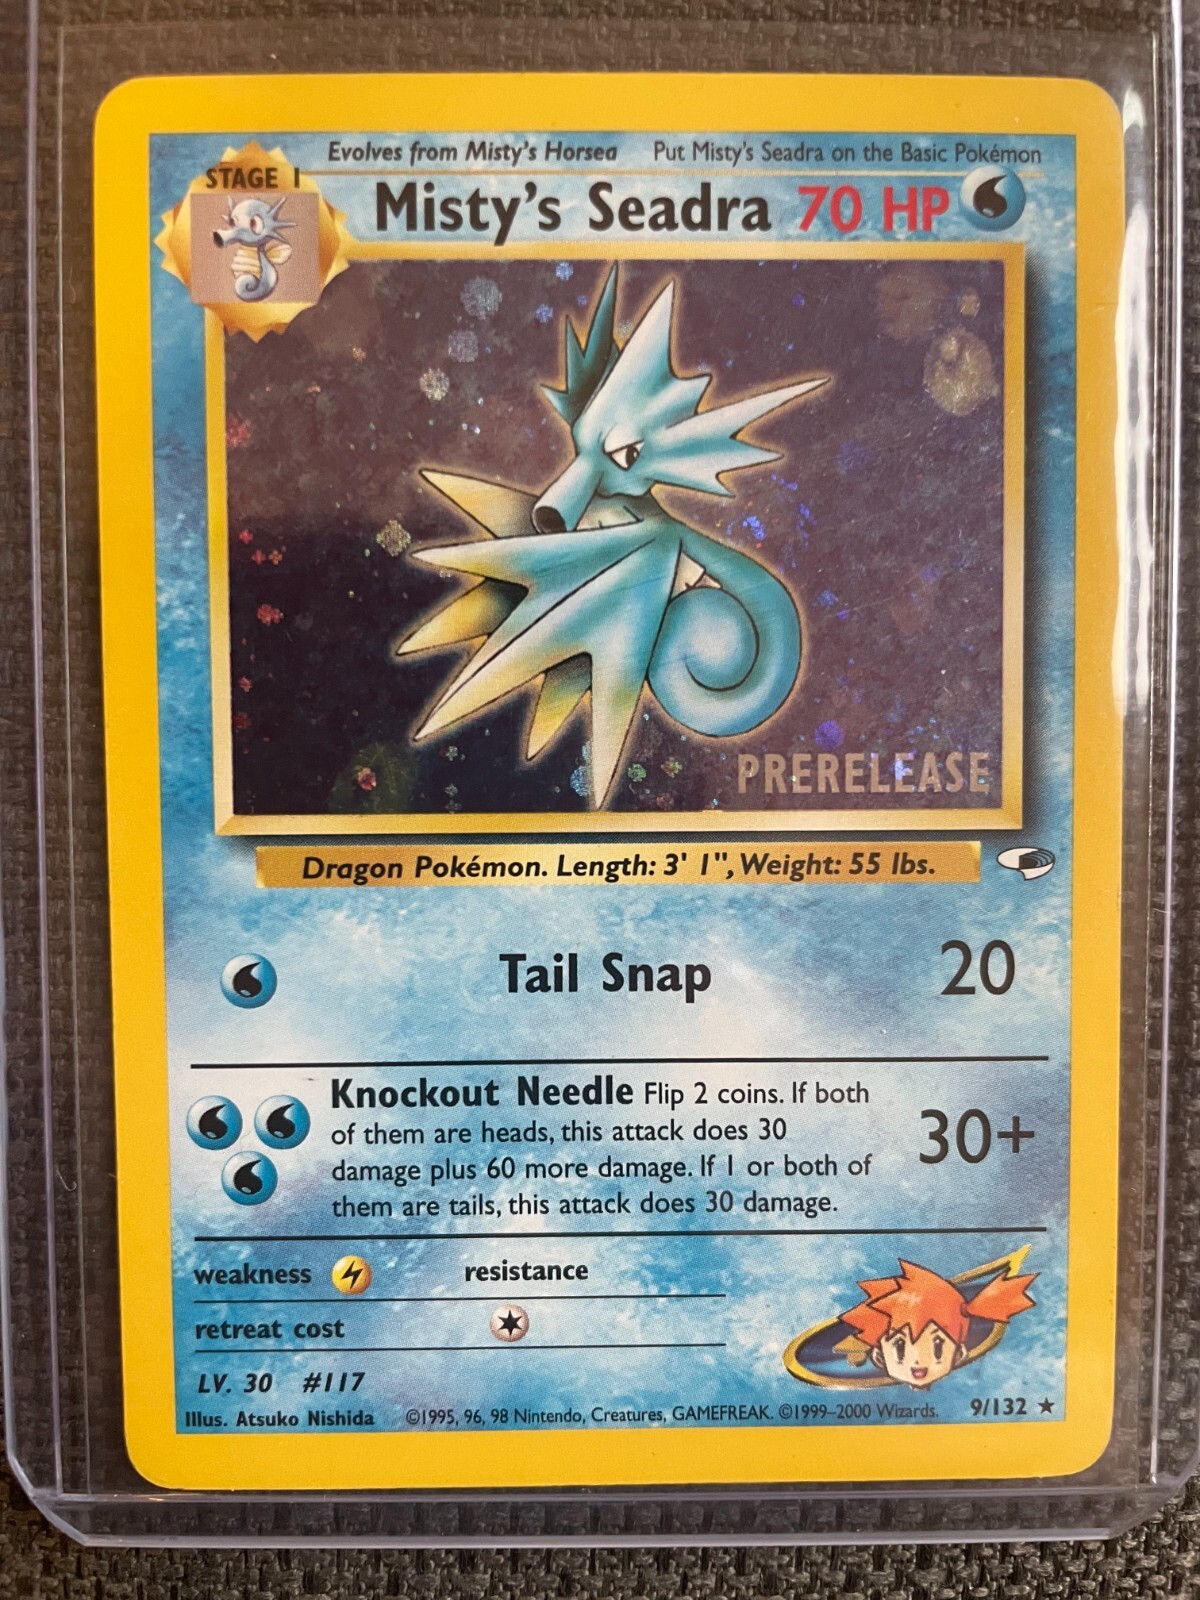 Evolves from Misty's Horsea Put Misty's Seadra on the Basic Pokémon
STAGE 1
Misty's Seadra 70 HP
PRERELEASE
Dragon Pokémon. Length: 3' 1", Weight: 55 lbs.
Tail Snap 20
Knockout Needle Flip 2 coins. If both
of them are heads, this attack does 30
damage plus 60 more damage. If 1 or both of
them are tails, this attack does 30 damage.
30+
weakness resistance
retreat cost
LV. 30 #117
Illus. Atsuko Nishida ©1995, 96, 98 Nintendo, Creatures, GAMEFREAK. ©1999–2000 Wizards. 9/132 ★